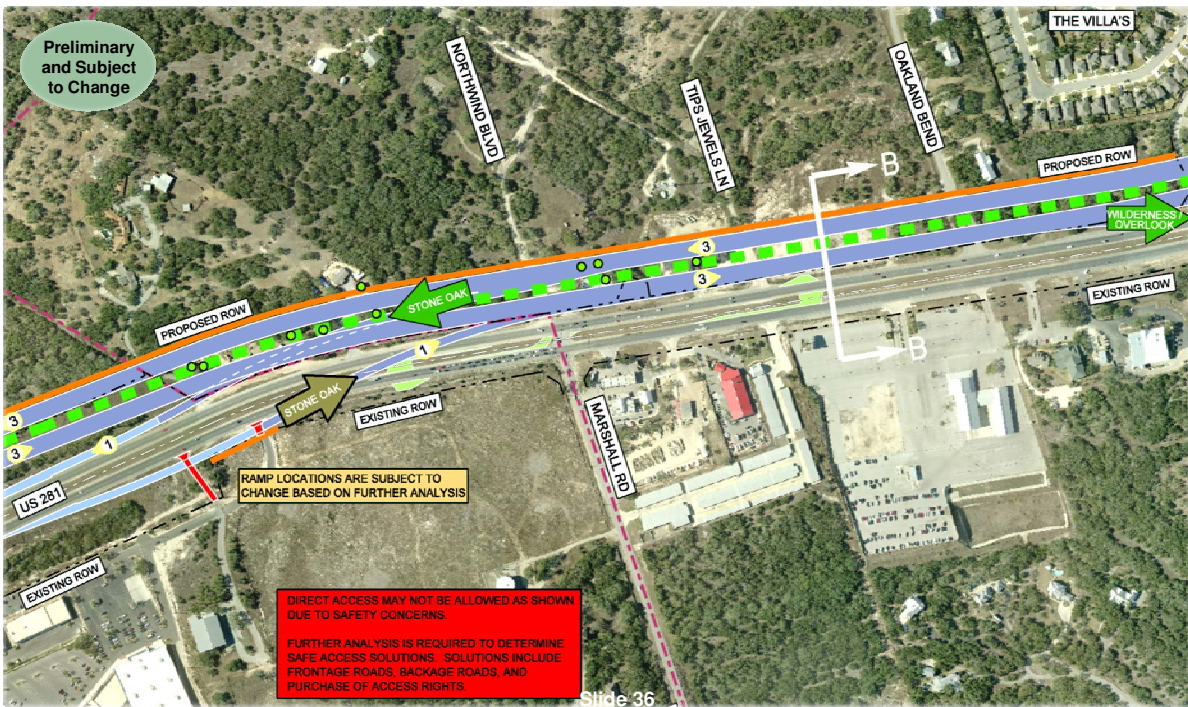 Preliminary
and Subject
to Change
THE VILLA'S
NORTHWIND BLVD
TIPS JEWELS LN
OAKLAND BEND
B
PROPOSED ROW
WILDERNESS /
OVERLOOK
3
3
STONE OAK
EXISTING ROW
PROPOSED ROW
1
B
STONE OAK
EXISTING ROW
3
3
1
MARSHALL RD
US 281
RAMP LOCATIONS ARE SUBJECT TO
CHANGE BASED ON FURTHER ANALYSIS
EXISTING ROW
DIRECT ACCESS MAY NOT BE ALLOWED AS SHOWN
DUE TO SAFETY CONCERNS.
FURTHER ANALYSIS IS REQUIRED TO DETERMINE
SAFE ACCESS SOLUTIONS. SOLUTIONS INCLUDE
FRONTAGE ROADS, BACKAGE ROADS, AND
PURCHASE OF ACCESS RIGHTS.
Slide 36